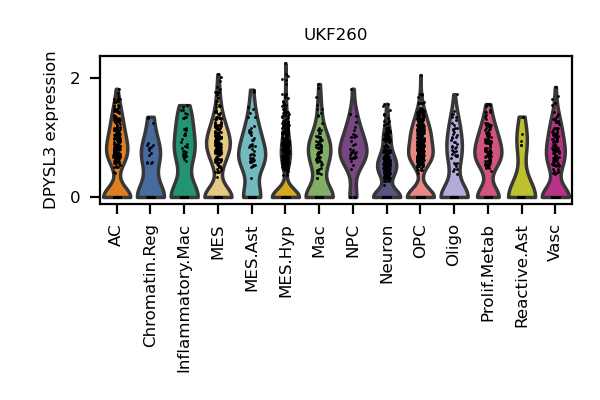 UKF260
DPYSL3 expression
2
0
AC
Chromatin.Reg
Inflammatory.Mac
MES
MES.Ast
MES.Hyp
Mac
NPC
Neuron
OPC
Oligo
Prolif.Metab
Reactive.Ast
Vasc